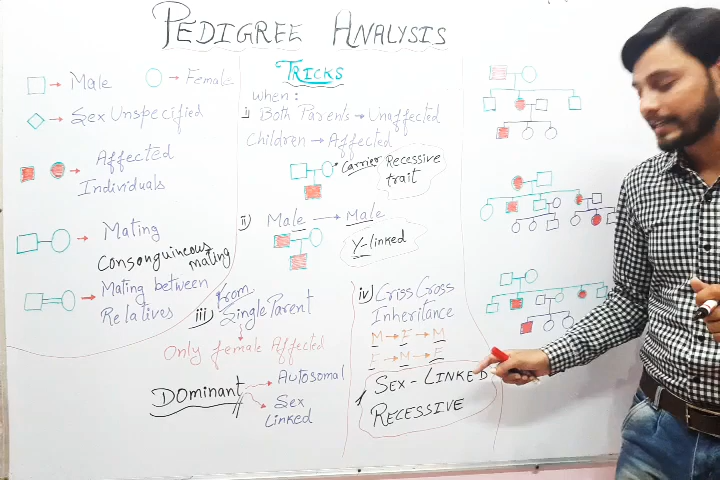 PEDIGREE ANALYSIS
→ Male
→ Female
→ Sex Unspecified
→ Affected
Individuals
→ Mating
Consonguineous
mating
→ Mating between
Relatives
TRICKS
when:
i) Both Parents → Unaffected
Children → Affected
Carrier
Recessive
trait
ii) Male → Male
Y-linked
iii) from
Single Parent
Only female Affected
DOminant
→ Autosomal
→ Sex
Linked
iv) Criss Cross
Inheritance
M → F → M
F → M → F
SEX-LINKED
RECESSIVE